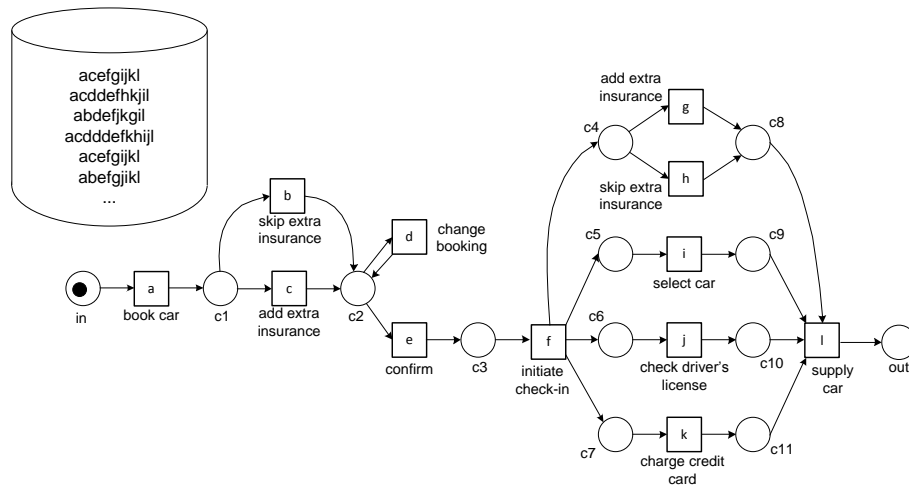 acefgijkl
acddefhkjil
abdefjkgil
acdddefkhijl
acefgijkl
abefgjikl
...
in
a
book car
c1
b
skip extra
insurance
c
add extra
insurance
c2
d
change
booking
e
confirm
c3
f
initiate
check-in
c4
add extra
insurance
g
h
skip extra
insurance
c8
c5
i
select car
c9
c6
j
check driver's
license
c10
c7
k
charge credit
card
c11
l
supply
car
out